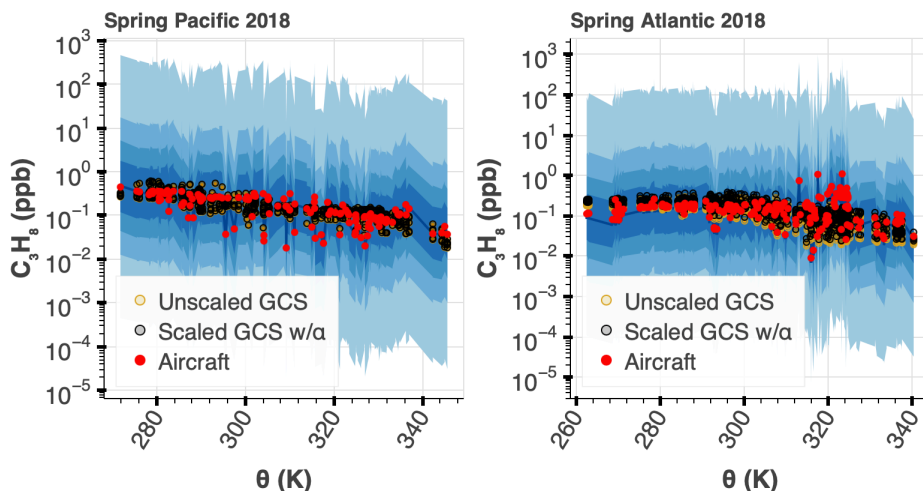 Spring Pacific 2018
10³
10²
10¹
10⁰
10⁻¹
10⁻²
10⁻³
10⁻⁴
10⁻⁵
C₃H₈ (ppb)
Unscaled GCS
Scaled GCS w/α
Aircraft
280
300
320
340
θ (K)
Spring Atlantic 2018
10³
10²
10¹
10⁰
10⁻¹
10⁻²
10⁻³
10⁻⁴
10⁻⁵
C₃H₈ (ppb)
Unscaled GCS
Scaled GCS w/α
Aircraft
260
280
300
320
340
θ (K)